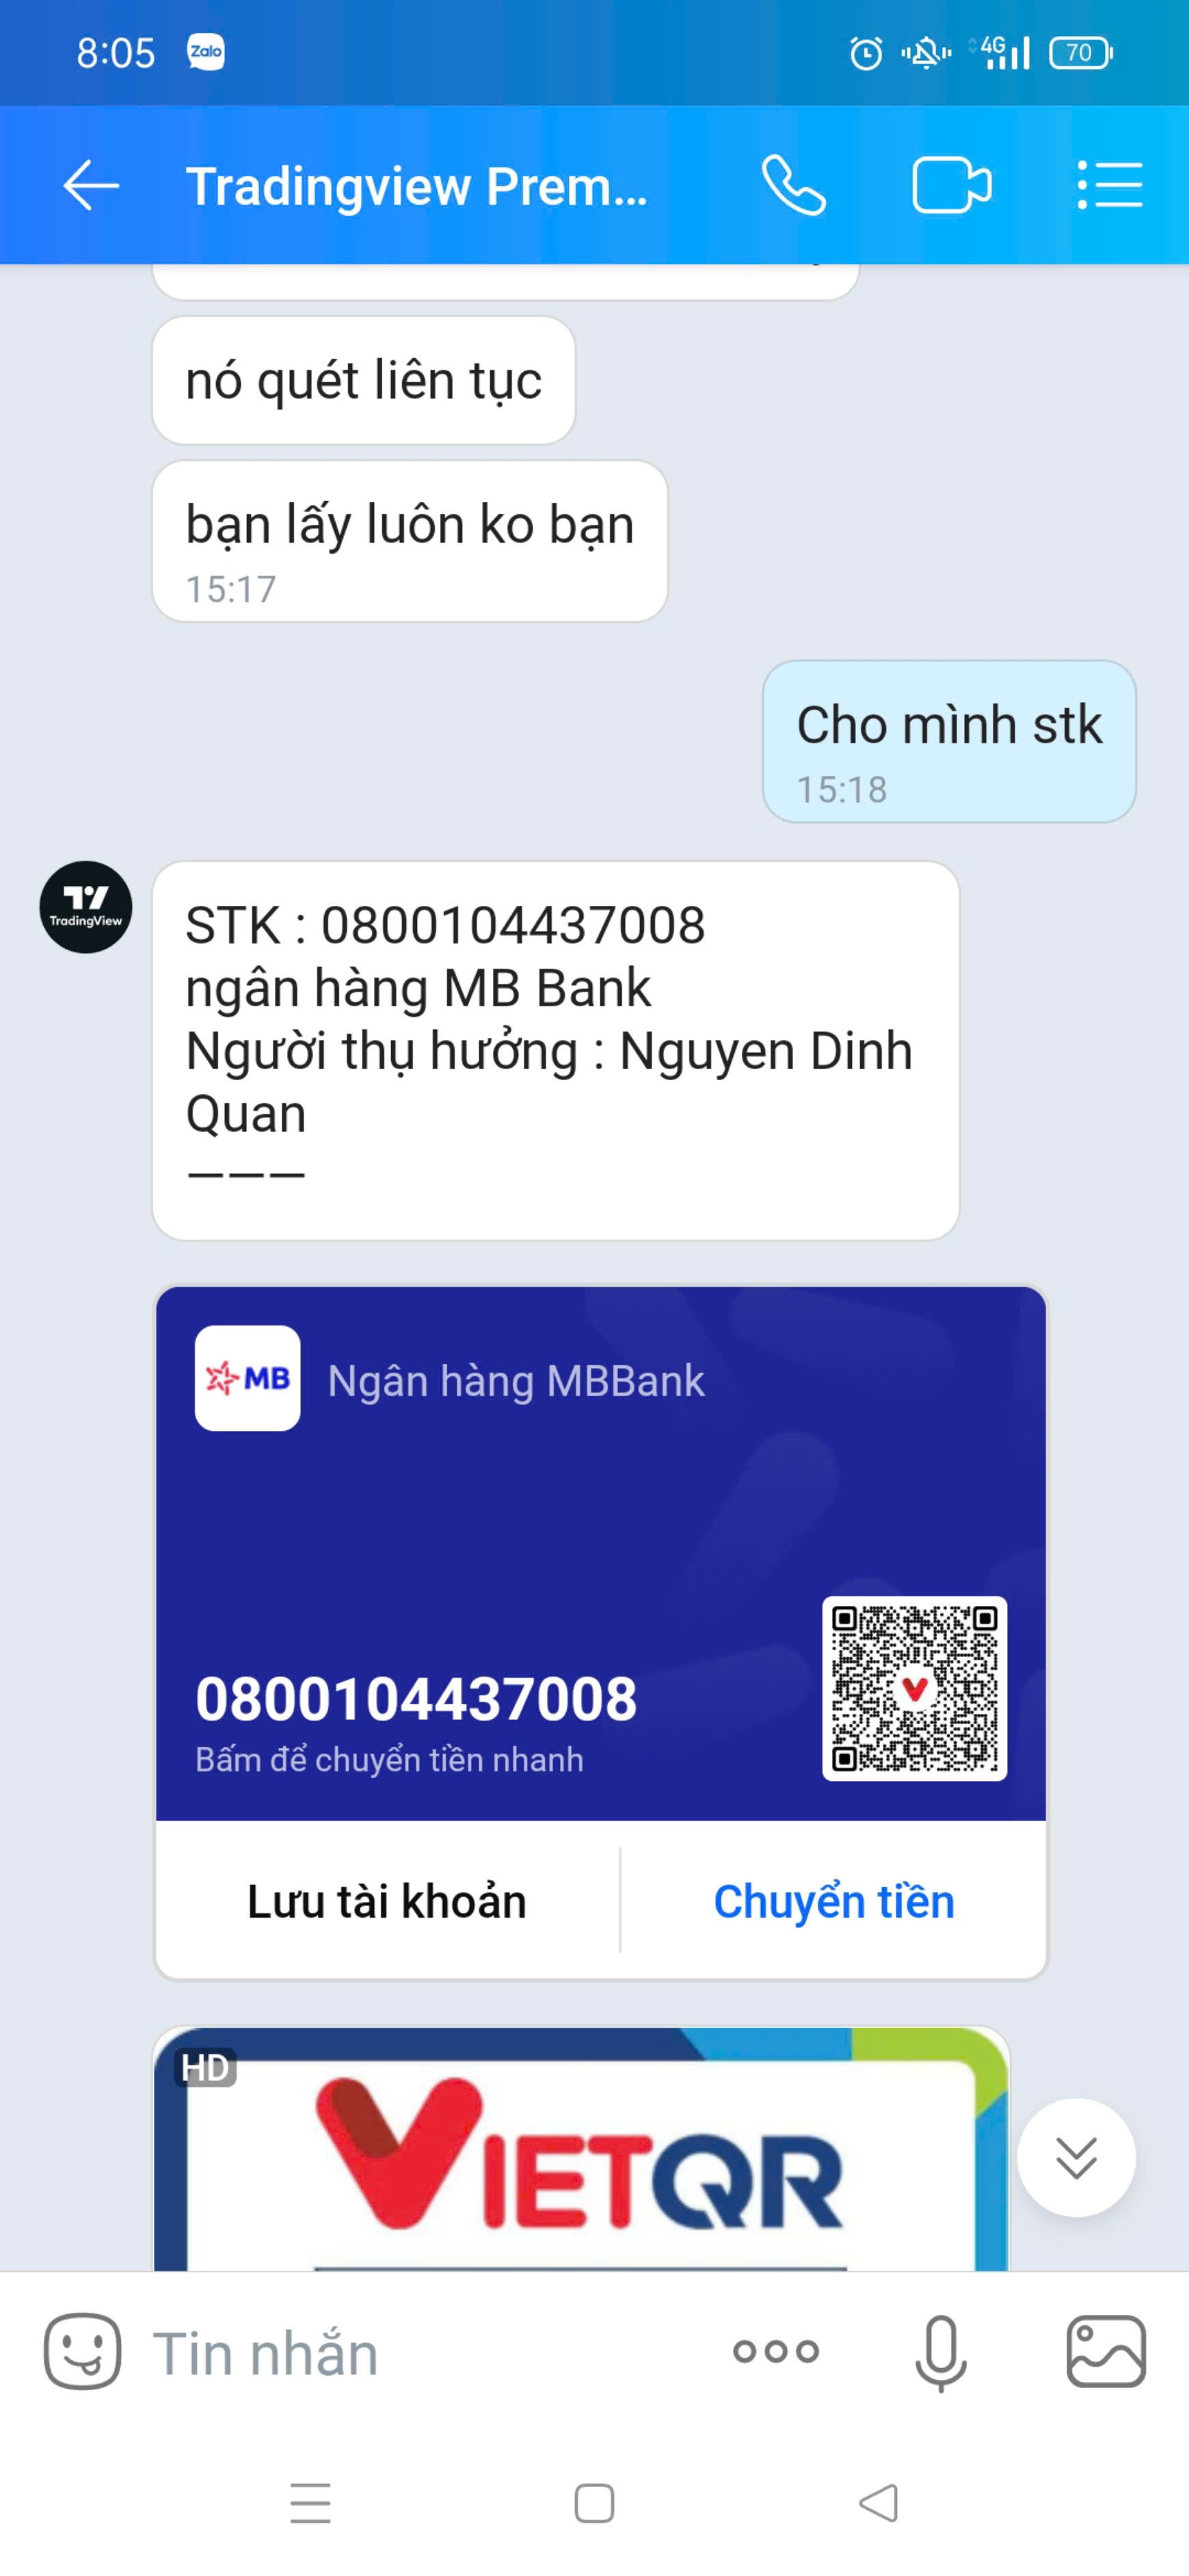 8:05
Zalo
4G
70
Tradingview Prem...
nó quét liên tục
bạn lấy luôn ko bạn
15:17
Cho mình stk
15:18
TradingView
STK : 0800104437008
ngân hàng MB Bank
Người thụ hưởng : Nguyen Dinh
Quan
———
MB
Ngân hàng MBBank
0800104437008
Bấm để chuyển tiền nhanh
Lưu tài khoản
Chuyển tiền
HD
VIETQR
Tin nhắn